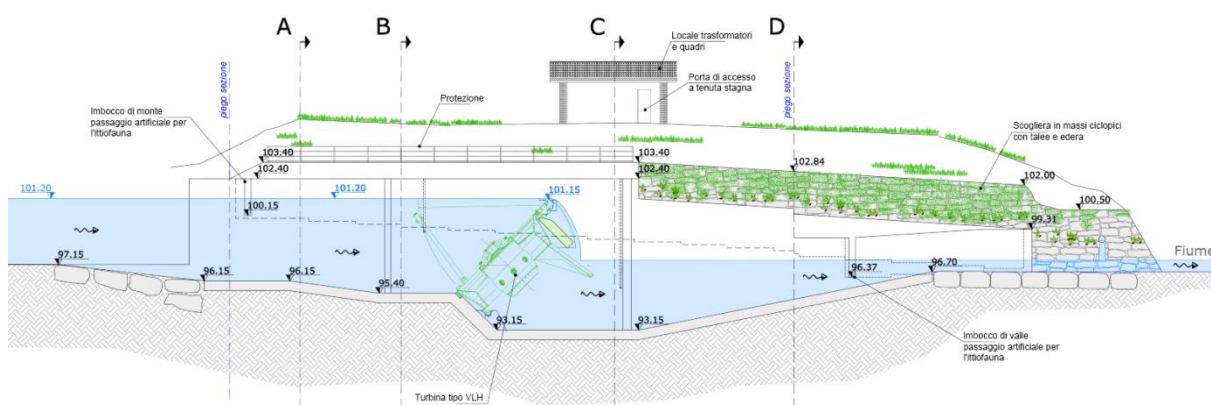 A
B
C
D
piego sezione
piego sezione
Locale trasformatori
e quadri
Porta di accesso
a tenuta stagna
Imbocco di monte
passaggio artificiale per
l'ittiofauna
Protezione
Scogliera in massi ciclopici
con talee e edera
103.40
103.40
102.84
102.40
102.40
102.00
101.20
101.20
101.15
100.50
100.15
99.31
97.15
96.15
96.15
95.40
93.15
93.15
96.37
96.70
Fiume
Imbocco di valle
passaggio artificiale per
l'ittiofauna
Turbina tipo VLH